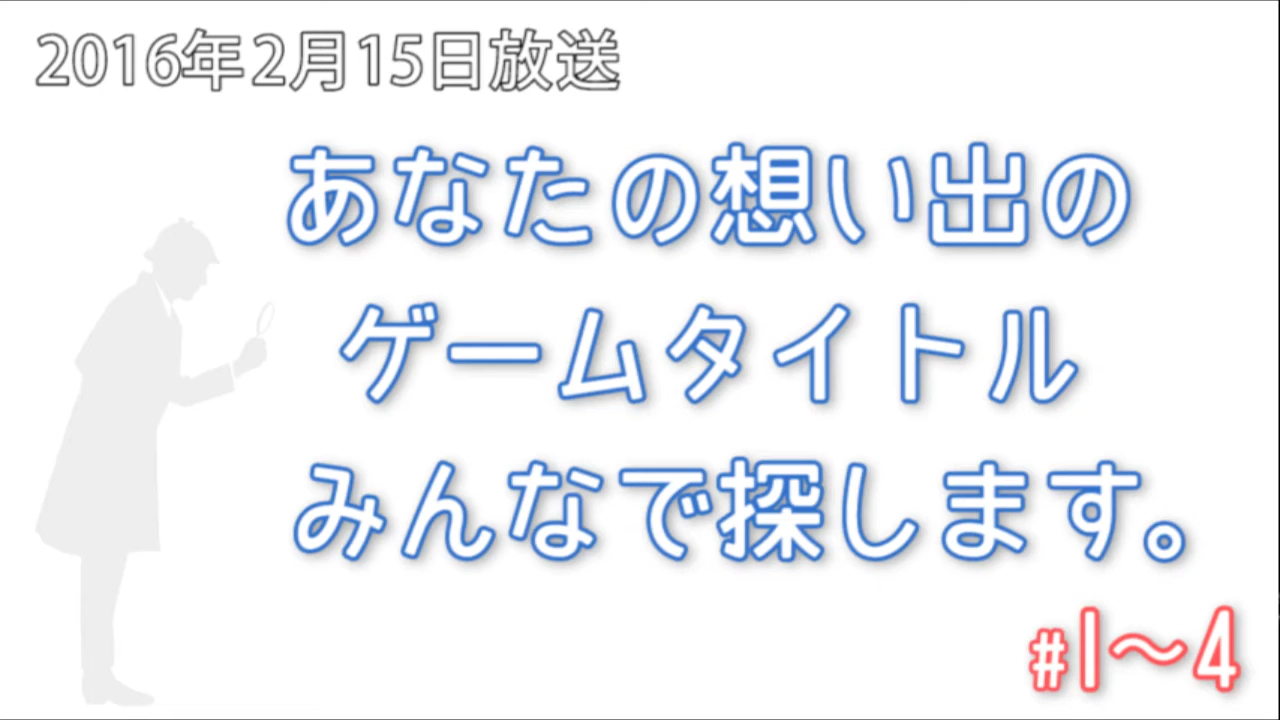 2016年2月15日放送
あなたの想い出の
ゲームタイトル
みんなで探します。
#1～4